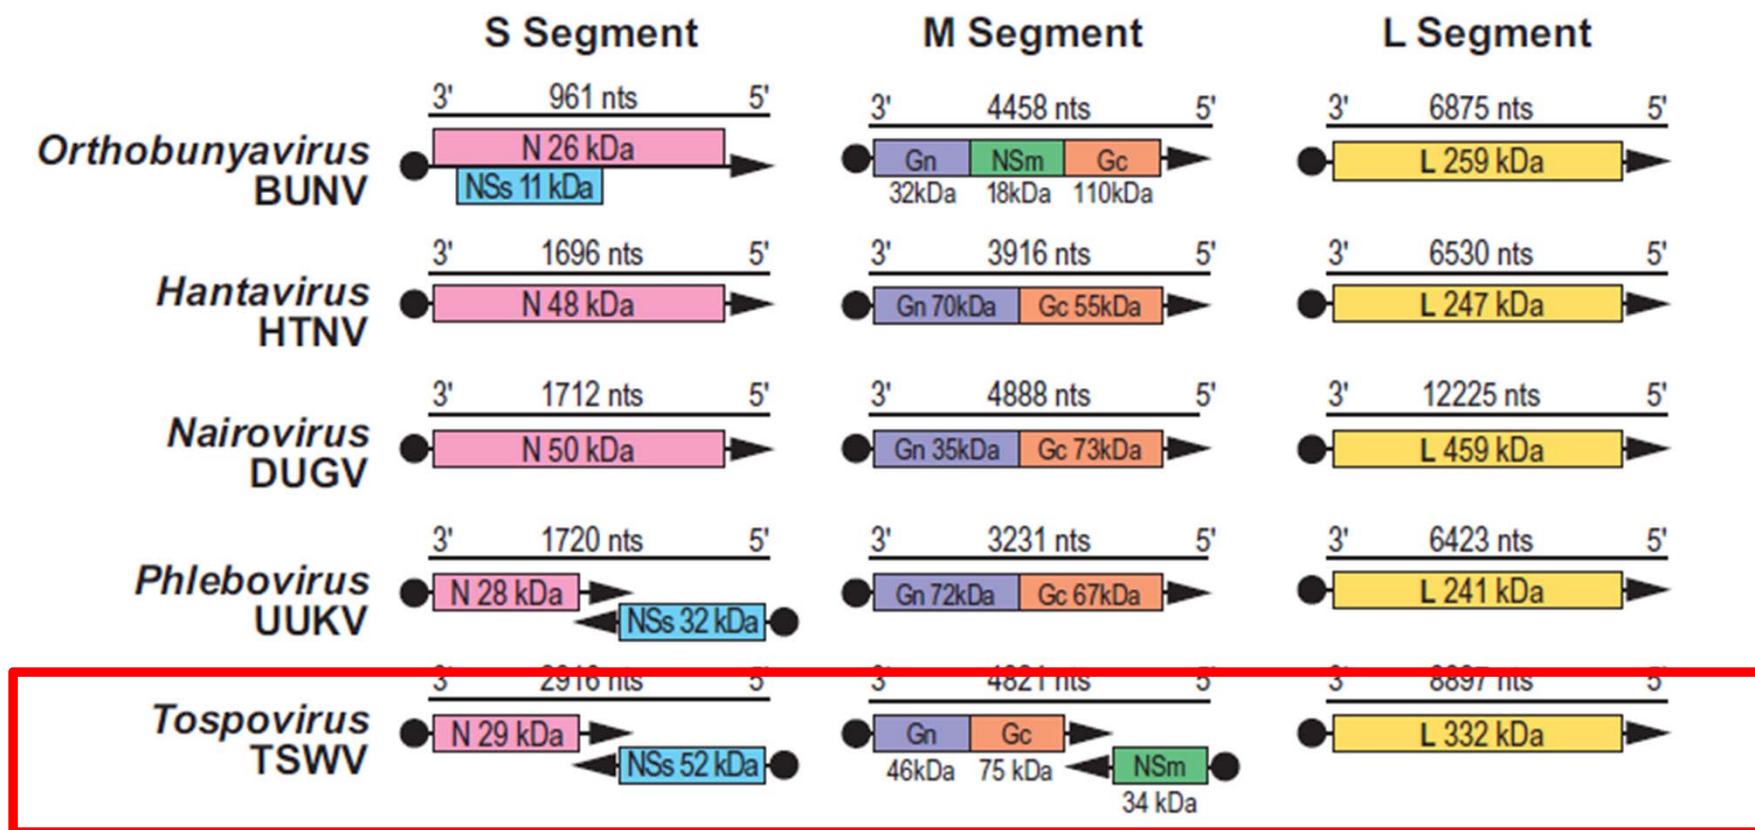 S Segment M Segment L Segment
3' 961 nts 5' 3' 4458 nts 5' 3' 6875 nts 5'
Orthobunyavirus N 26 kDa Gn NSm Gc L 259 kDa
BUNV NSs 11 kDa 32kDa 18kDa 110kDa
3' 1696 nts 5' 3' 3916 nts 5' 3' 6530 nts 5'
Hantavirus N 48 kDa Gn 70kDa Gc 55kDa L 247 kDa
HTNV
3' 1712 nts 5' 3' 4888 nts 5' 3' 12225 nts 5'
Nairovirus N 50 kDa Gn 35kDa Gc 73kDa L 459 kDa
DUGV
3' 1720 nts 5' 3' 3231 nts 5' 3' 6423 nts 5'
Phlebovirus N 28 kDa Gn 72kDa Gc 67kDa L 241 kDa
UUKV NSs 32 kDa
3' 2916 nts 5' 3' 4821 nts 5' 3' 8897 nts 5'
Tospovirus N 29 kDa Gn Gc L 332 kDa
TSWV NSs 52 kDa 46kDa 75 kDa NSm
34 kDa